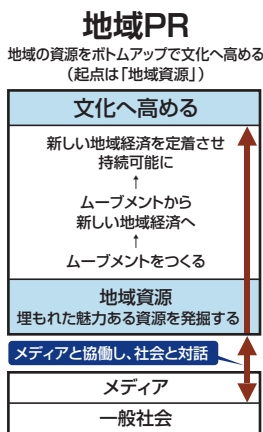 地域PR
地域の資源をボトムアップで文化へ高める
（起点は「地域資源」）
文化へ高める
新しい地域経済を定着させ
持続可能に
↑
ムーブメントから
新しい地域経済へ
↑
ムーブメントをつくる
地域資源
埋もれた魅力ある資源を発掘する
メディアと協働し、社会と対話
メディア
一般社会